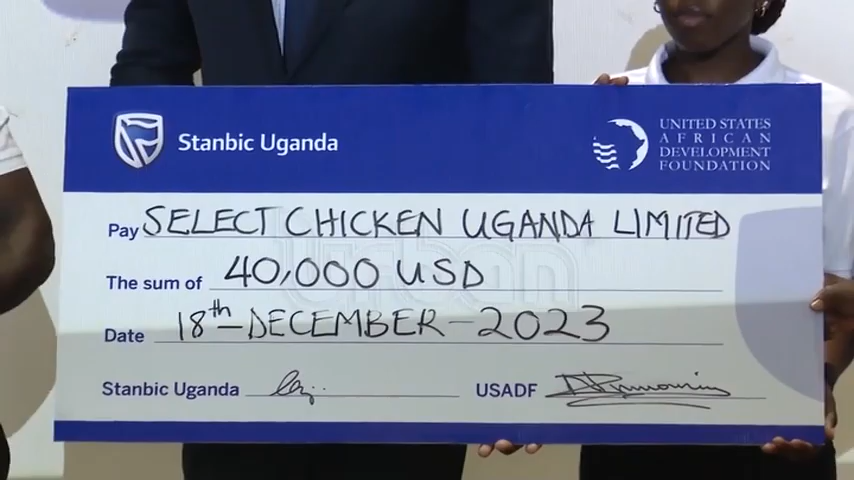 Stanbic Uganda
UNITED STATES
AFRICAN
DEVELOPMENT
FOUNDATION
Pay SELECT CHICKEN UGANDA LIMITED
The sum of 40,000 USD
Date 18th-DECEMBER-2023
Stanbic Uganda
USADF
urban